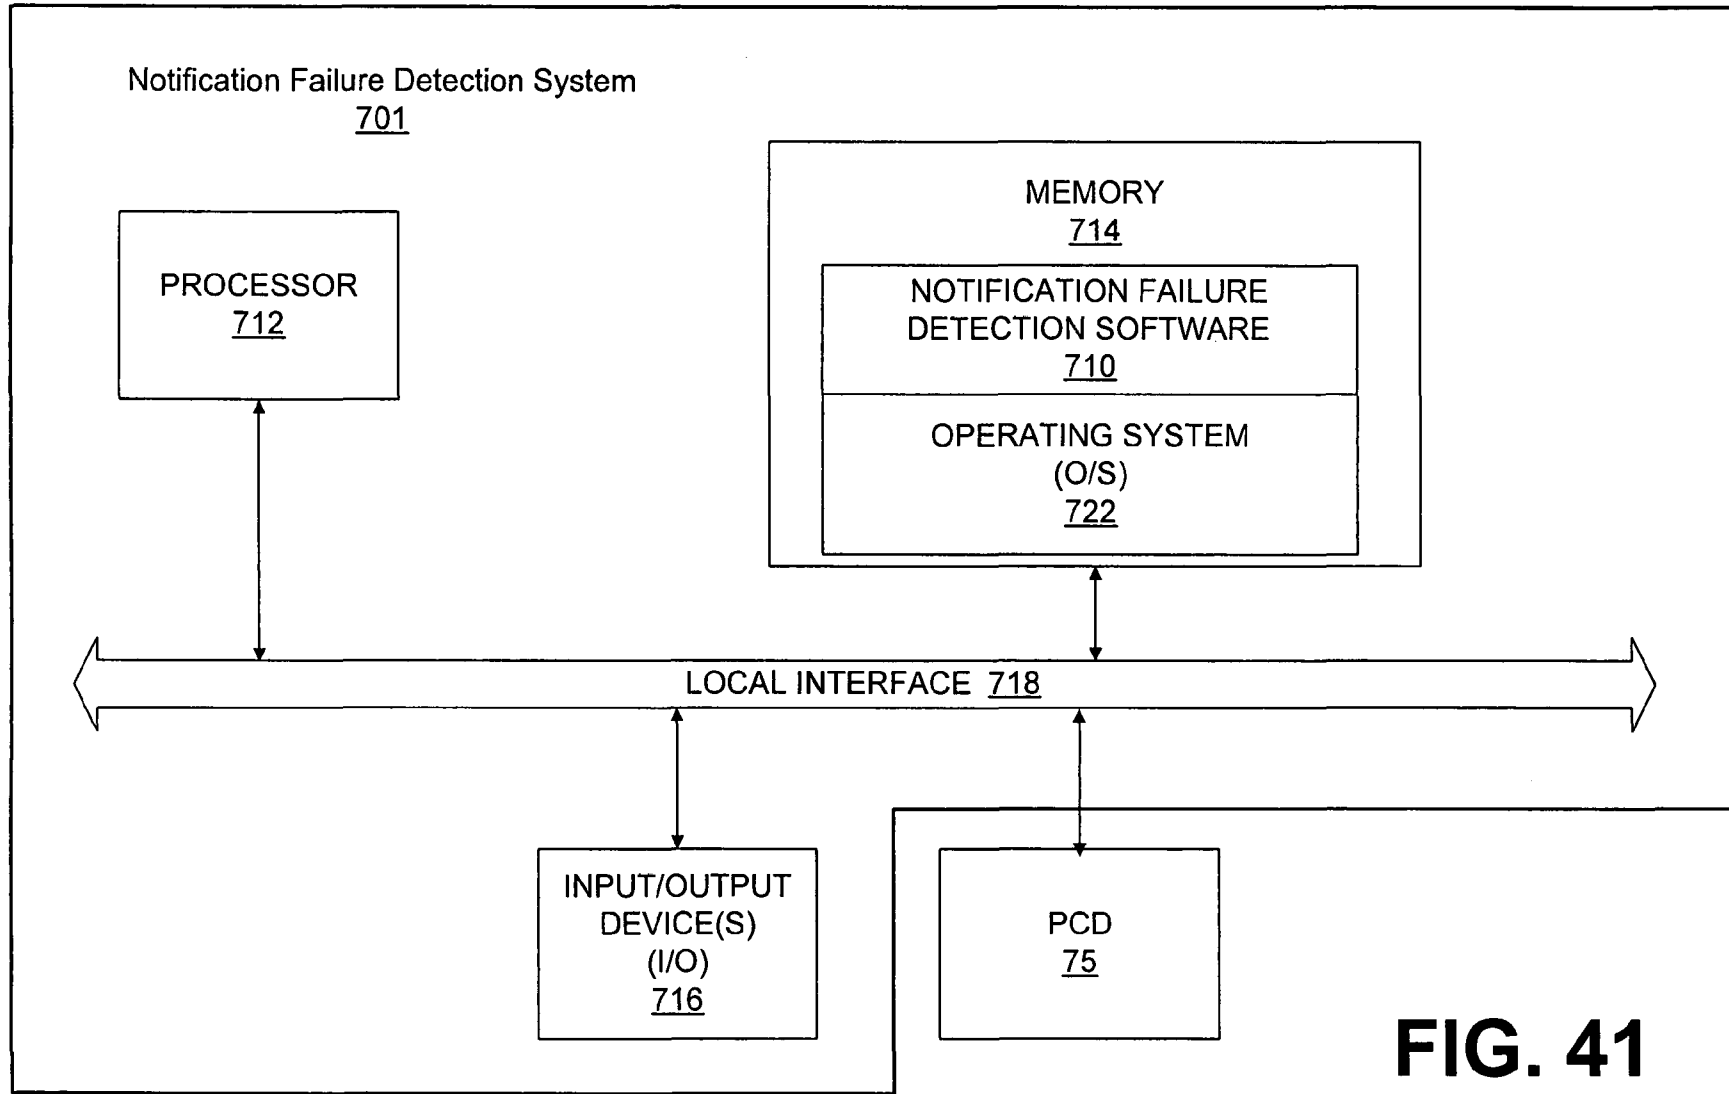 Notification Failure Detection System
701
MEMORY
714
PROCESSOR
712
NOTIFICATION FAILURE
DETECTION SOFTWARE
710
OPERATING SYSTEM
(O/S)
722
LOCAL INTERFACE 718
INPUT/OUTPUT
DEVICE(S)
(I/O)
716
PCD
75
FIG. 41